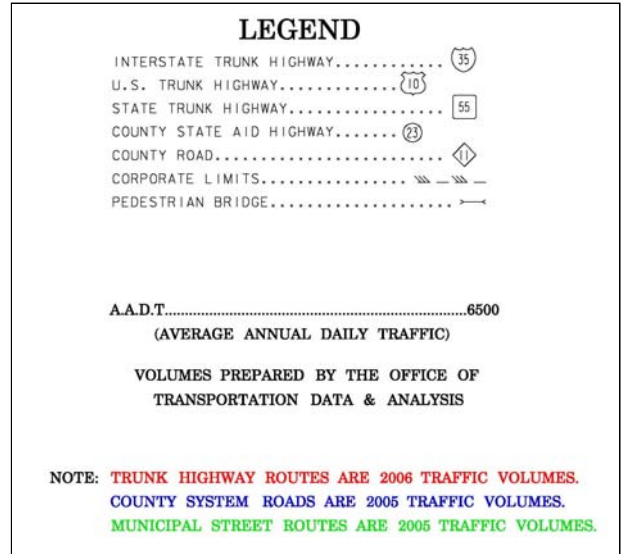 LEGEND
INTERSTATE TRUNK HIGHWAY............ 35
U.S. TRUNK HIGHWAY.............. 10
STATE TRUNK HIGHWAY.................. 55
COUNTY STATE AID HIGHWAY....... 23
COUNTY ROAD.......................... 11
CORPORATE LIMITS................
PEDESTRIAN BRIDGE.....................
A.A.D.T...........................................................................6500
(AVERAGE ANNUAL DAILY TRAFFIC)
VOLUMES PREPARED BY THE OFFICE OF
TRANSPORTATION DATA & ANALYSIS
NOTE: TRUNK HIGHWAY ROUTES ARE 2006 TRAFFIC VOLUMES.
COUNTY SYSTEM ROADS ARE 2005 TRAFFIC VOLUMES.
MUNICIPAL STREET ROUTES ARE 2005 TRAFFIC VOLUMES.